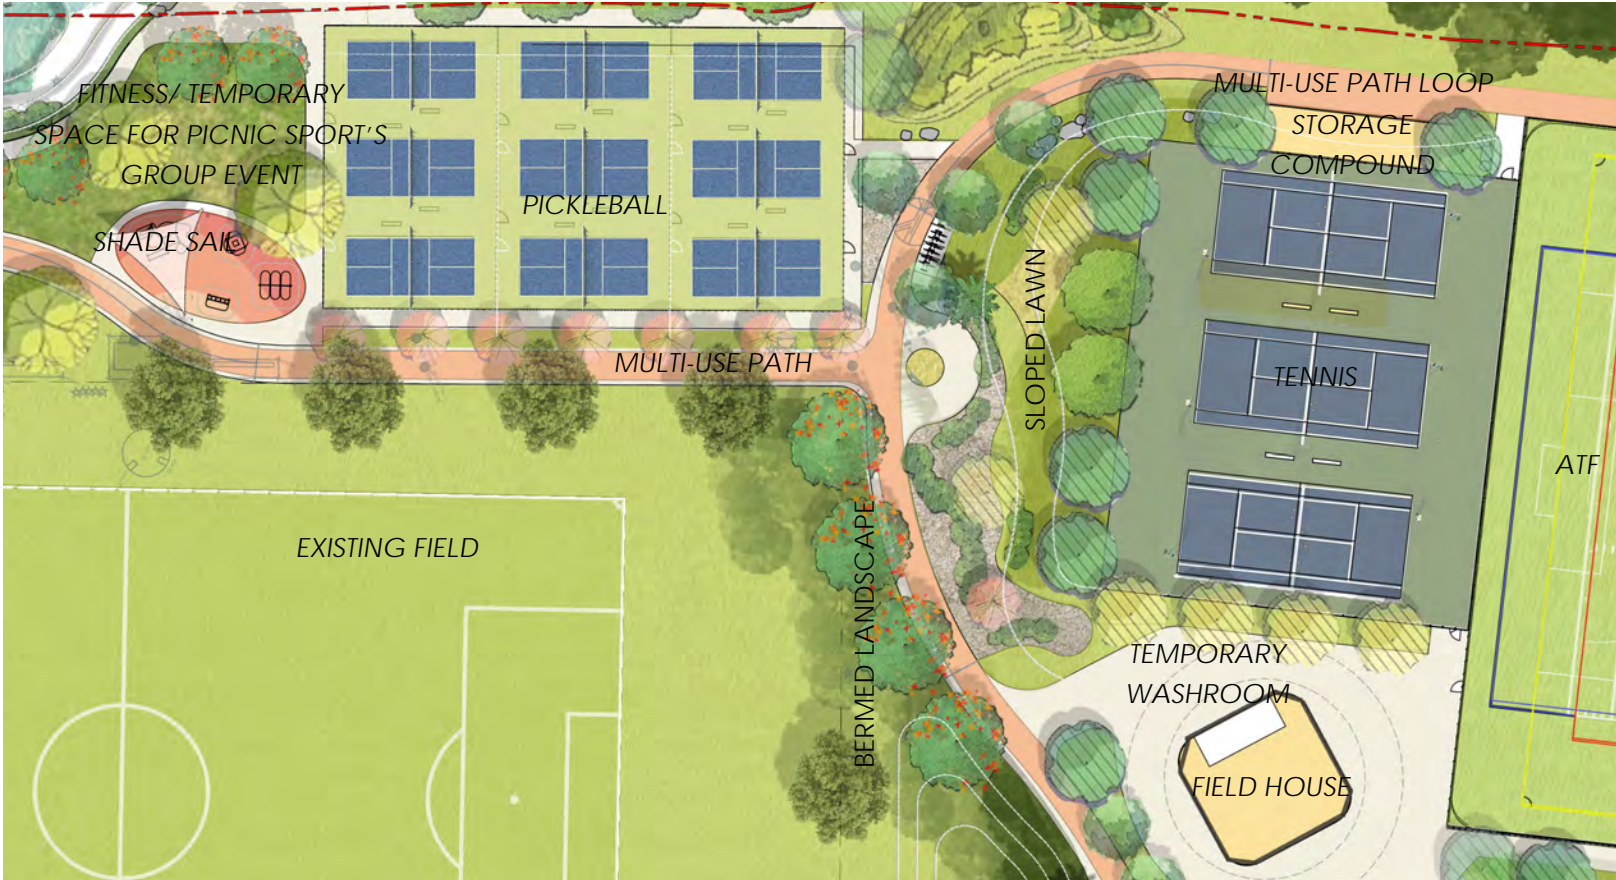 MULTI-USE PATH LOOP
FITNESS/ TEMPORARY
SPACE FOR PICNIC SPORT'S
GROUP EVENT
STORAGE
COMPOUND
PICKLEBALL
SHADE SAIL
SLOPED LAWN
MULTI-USE PATH
TENNIS
ATF
EXISTING FIELD
BERMED LANDSCAPE
TEMPORARY
WASHROOM
FIELD HOUSE